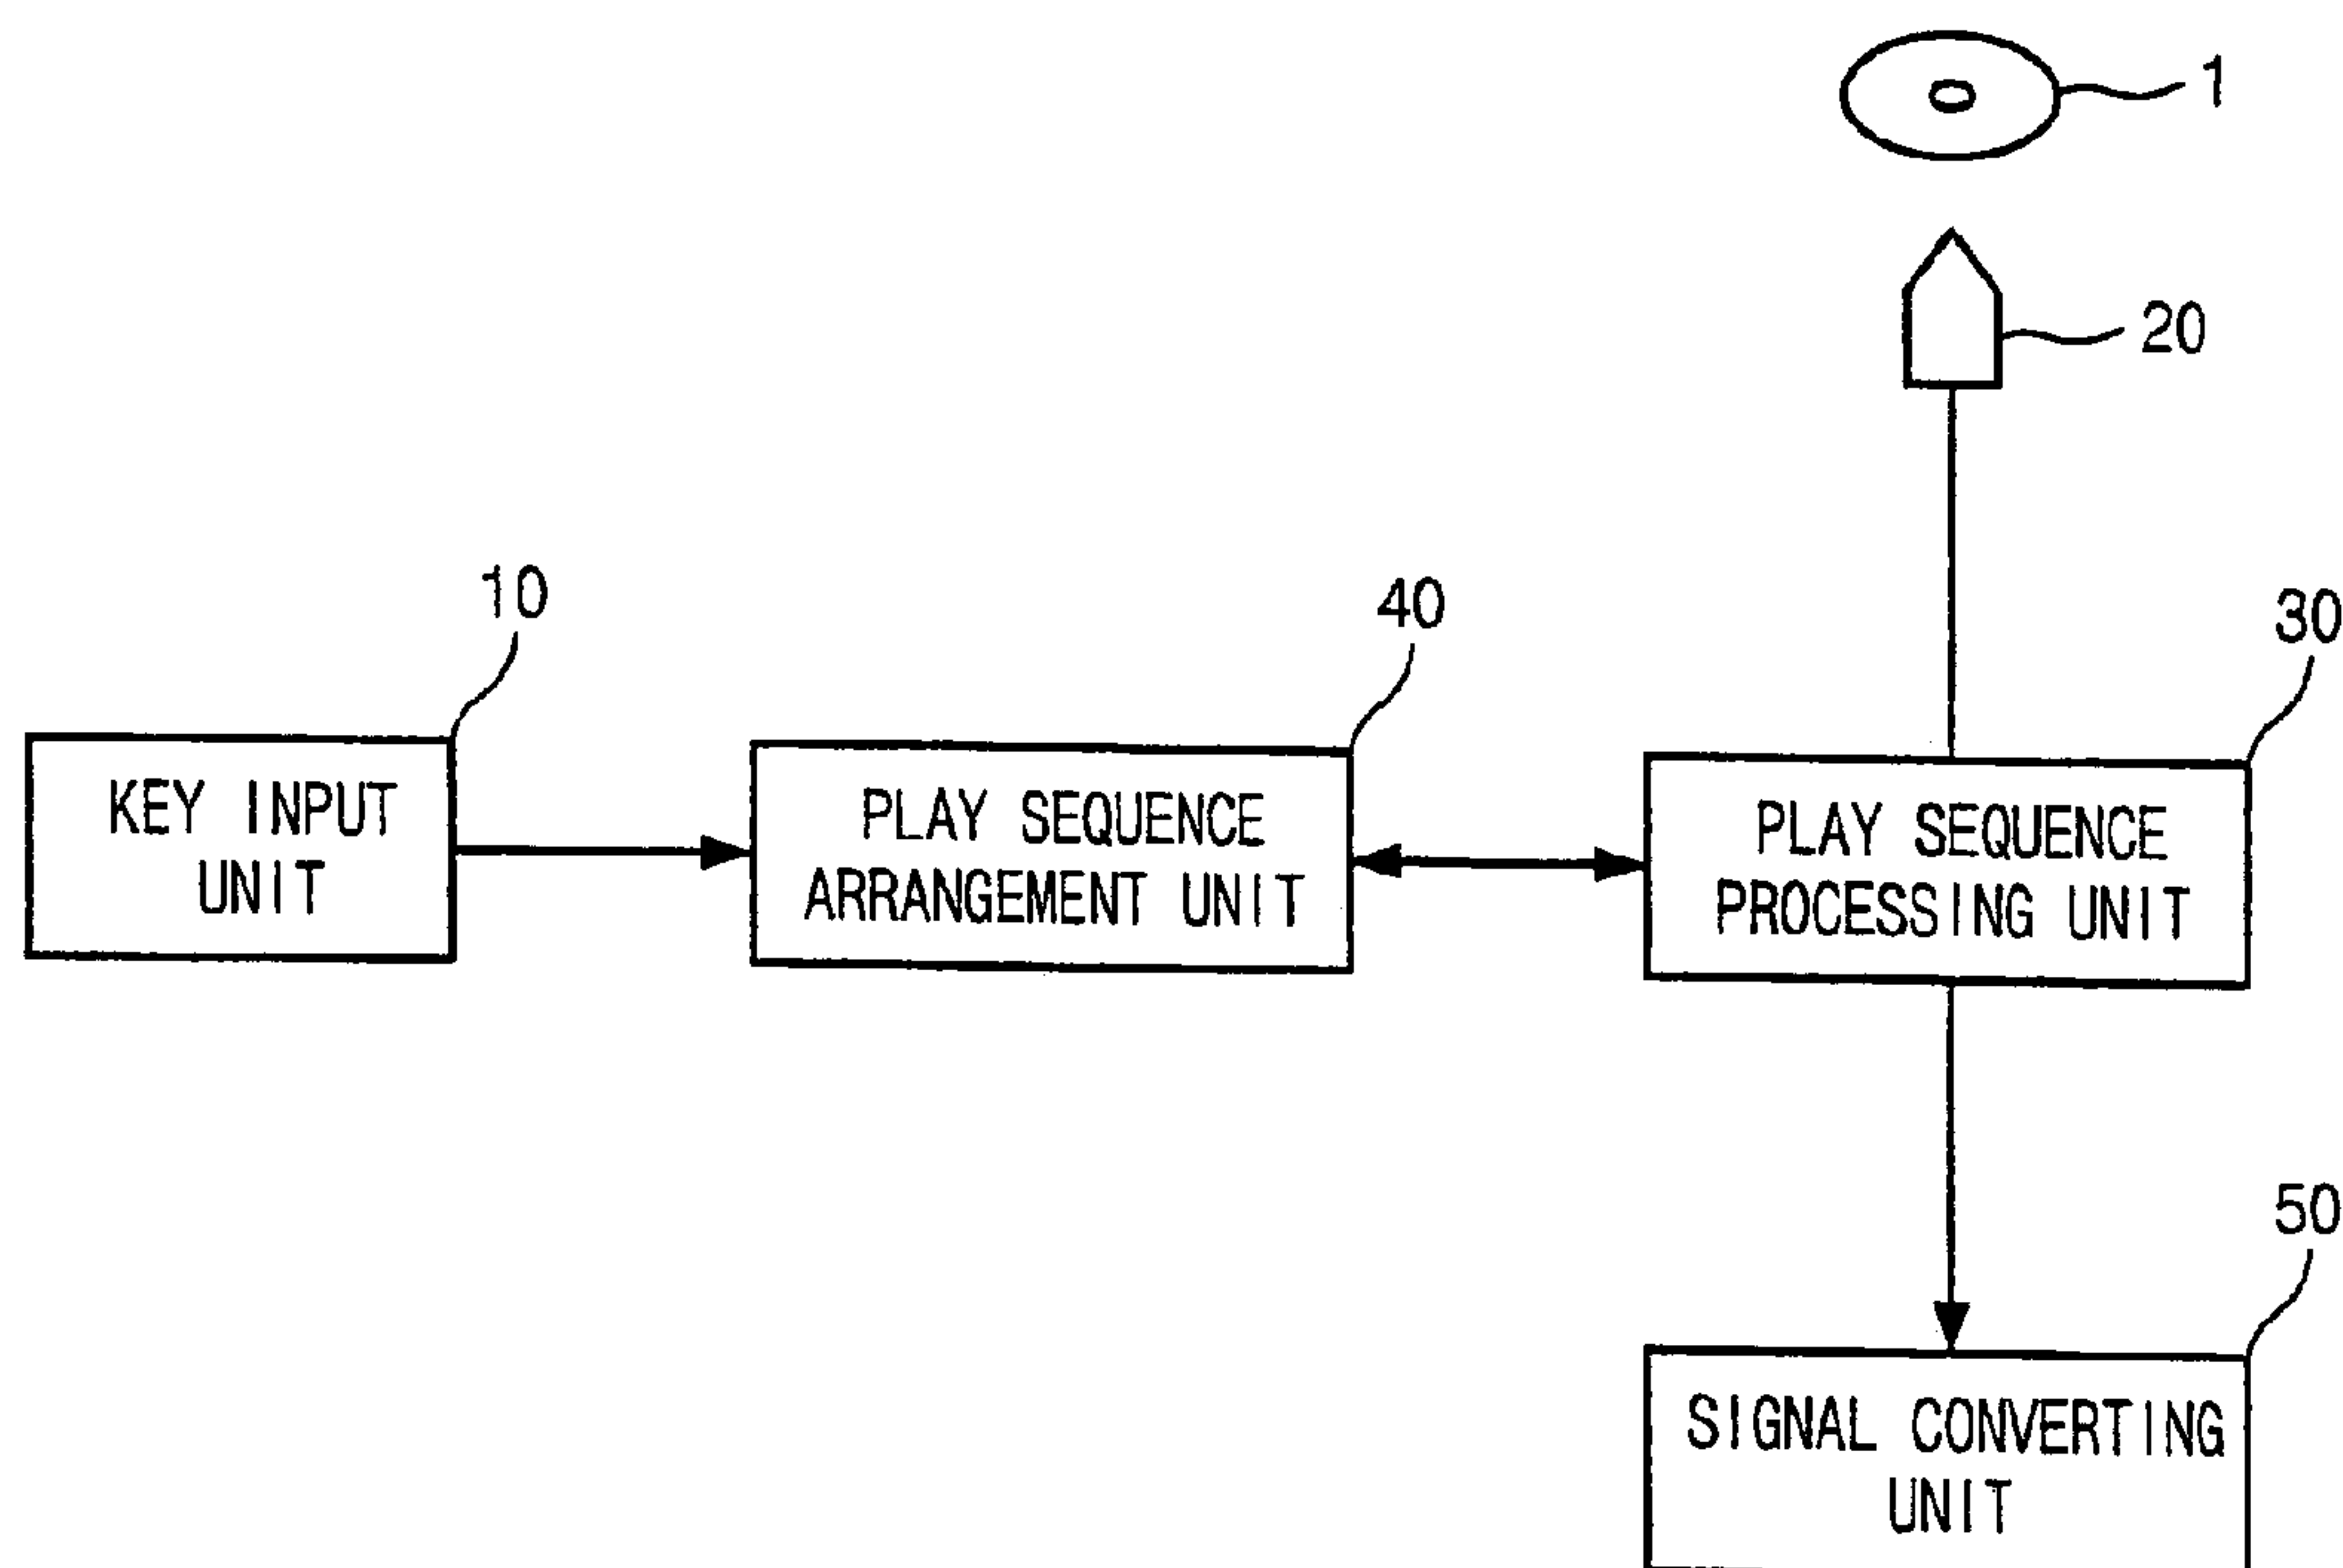 1
20
10
40
30
KEY INPUT
UNIT
PLAY SEQUENCE
ARRANGEMENT UNIT
PLAY SEQUENCE
PROCESSING UNIT
50
SIGNAL CONVERTING
UNIT